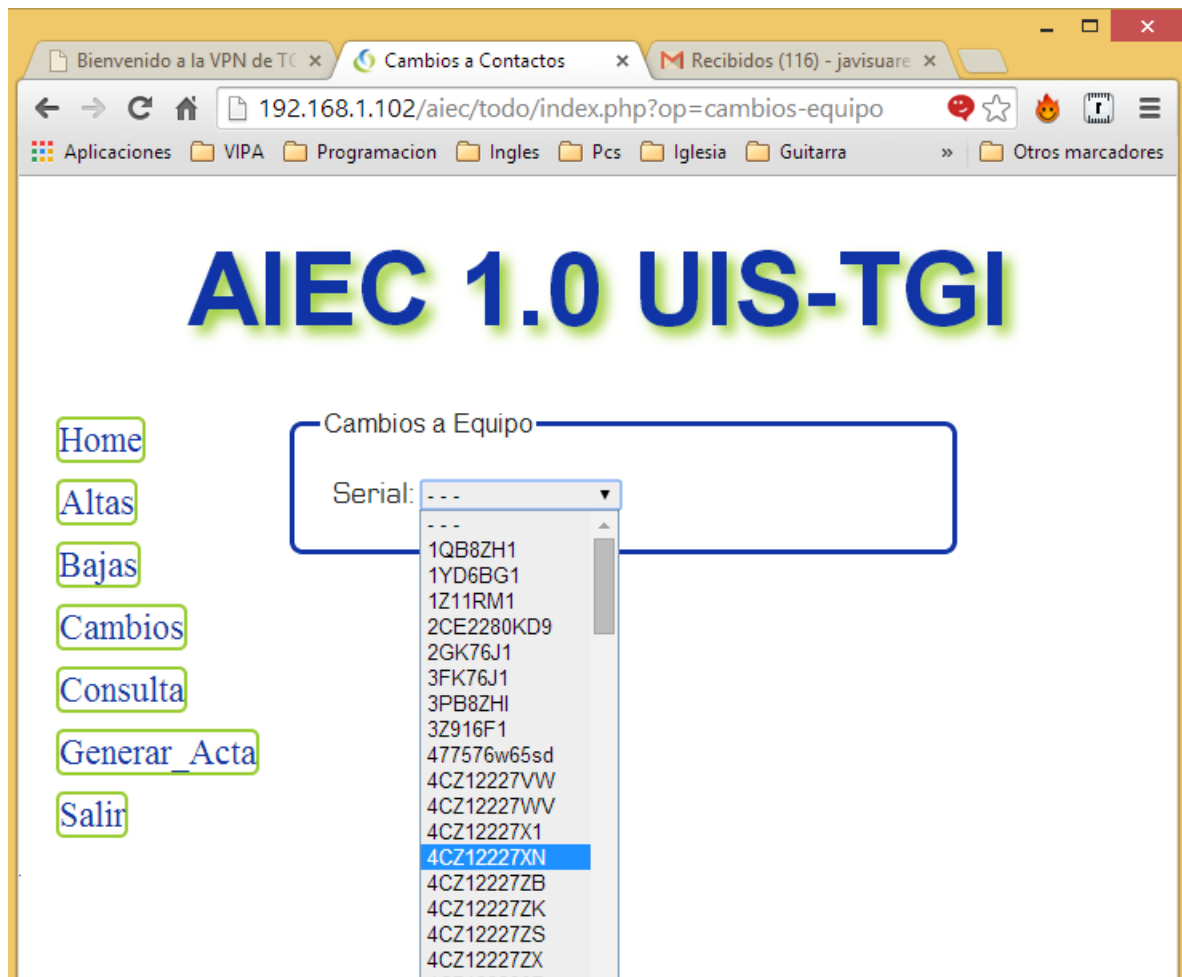 Bienvenido a la VPN de TG
Cambios a Contactos
Recibidos (116) - javisuare
192.168.1.102/aiec/todo/index.php?op=cambios-equipo
Aplicaciones VIPA Programacion Ingles Pcs Iglesia Guitarra » Otros marcadores
AIEC 1.0 UIS-TGI
Home
Altas
Bajas
Cambios
Consulta
Generar_Acta
Salir
Cambios a Equipo
Serial: - - -
- - -
1QB8ZH1
1YD6BG1
1Z11RM1
2CE2280KD9
2GK76J1
3FK76J1
3PB8ZHI
3Z916F1
477576w65sd
4CZ12227VW
4CZ12227WV
4CZ12227X1
4CZ12227XN
4CZ12227ZB
4CZ12227ZK
4CZ12227ZS
4CZ12227ZX